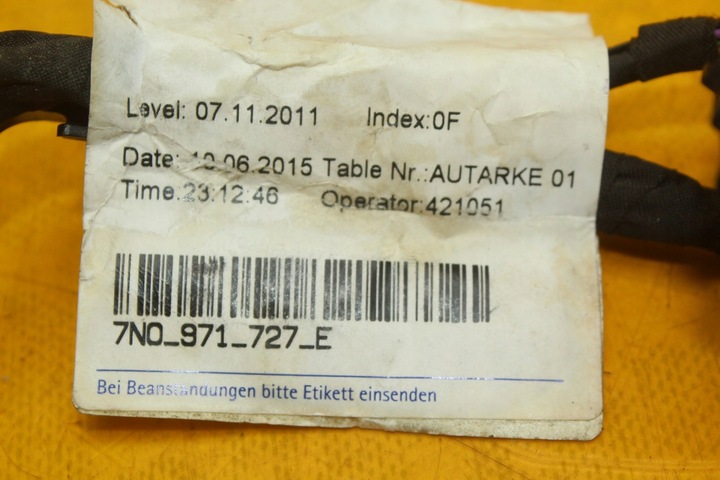 Level: 07.11.2011 Index:0F
Date: 10.06.2015 Table Nr.:AUTARKE 01
Time:23:12:46 Operator:421051
7N0_971_727_E
Bei Beanstandungen bitte Etikett einsenden